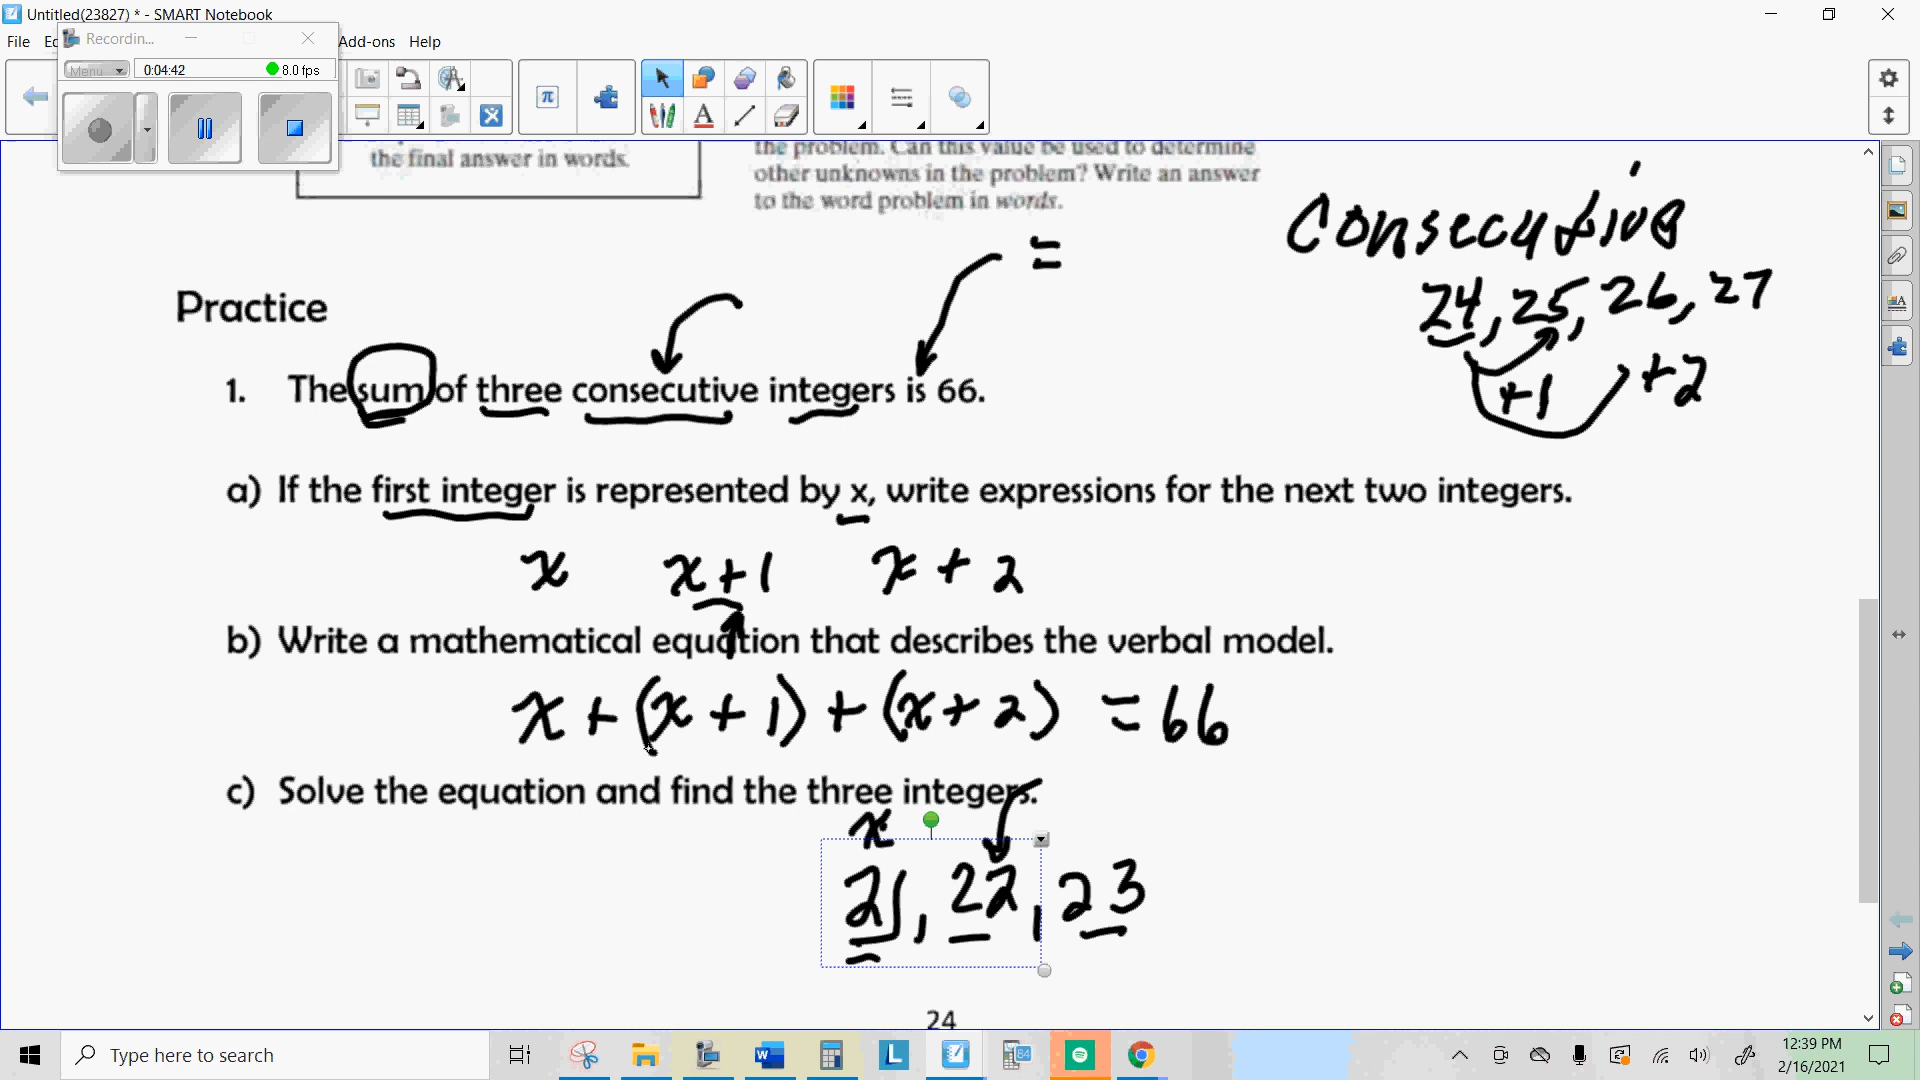 Untitled(23827) * - SMART Notebook
File
Recordin...
Add-ons Help
Menu 0:04:42 8.0 fps
the final answer in words.
the problem. Can this value be used to determine
other unknowns in the problem? Write an answer
to the word problem in words.
Consecutive
24, 25, 26, 27
+1 +2
=
Practice
1. The sum of three consecutive integers is 66.
a) If the first integer is represented by x, write expressions for the next two integers.
x x+1 x+2
b) Write a mathematical equation that describes the verbal model.
x + (x + 1) + (x + 2) = 66
c) Solve the equation and find the three integers.
x
21, 22, 23
24
Type here to search
12:39 PM
2/16/2021